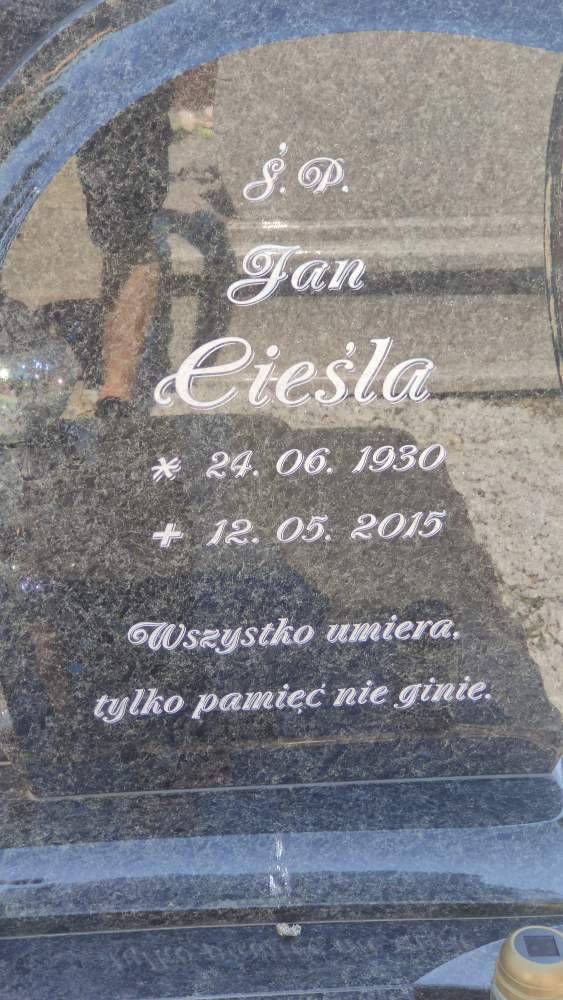 Ś. P.
Jan
Cieśla
* 24. 06. 1930
+ 12. 05. 2015
Wszystko umiera,
tylko pamięć nie ginie.